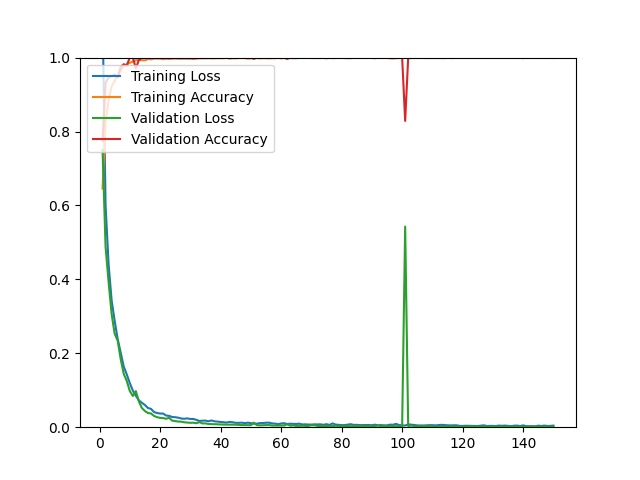 1.0
0.8
0.6
0.4
0.2
0.0
Training Loss
Training Accuracy
Validation Loss
Validation Accuracy
0 20 40 60 80 100 120 140